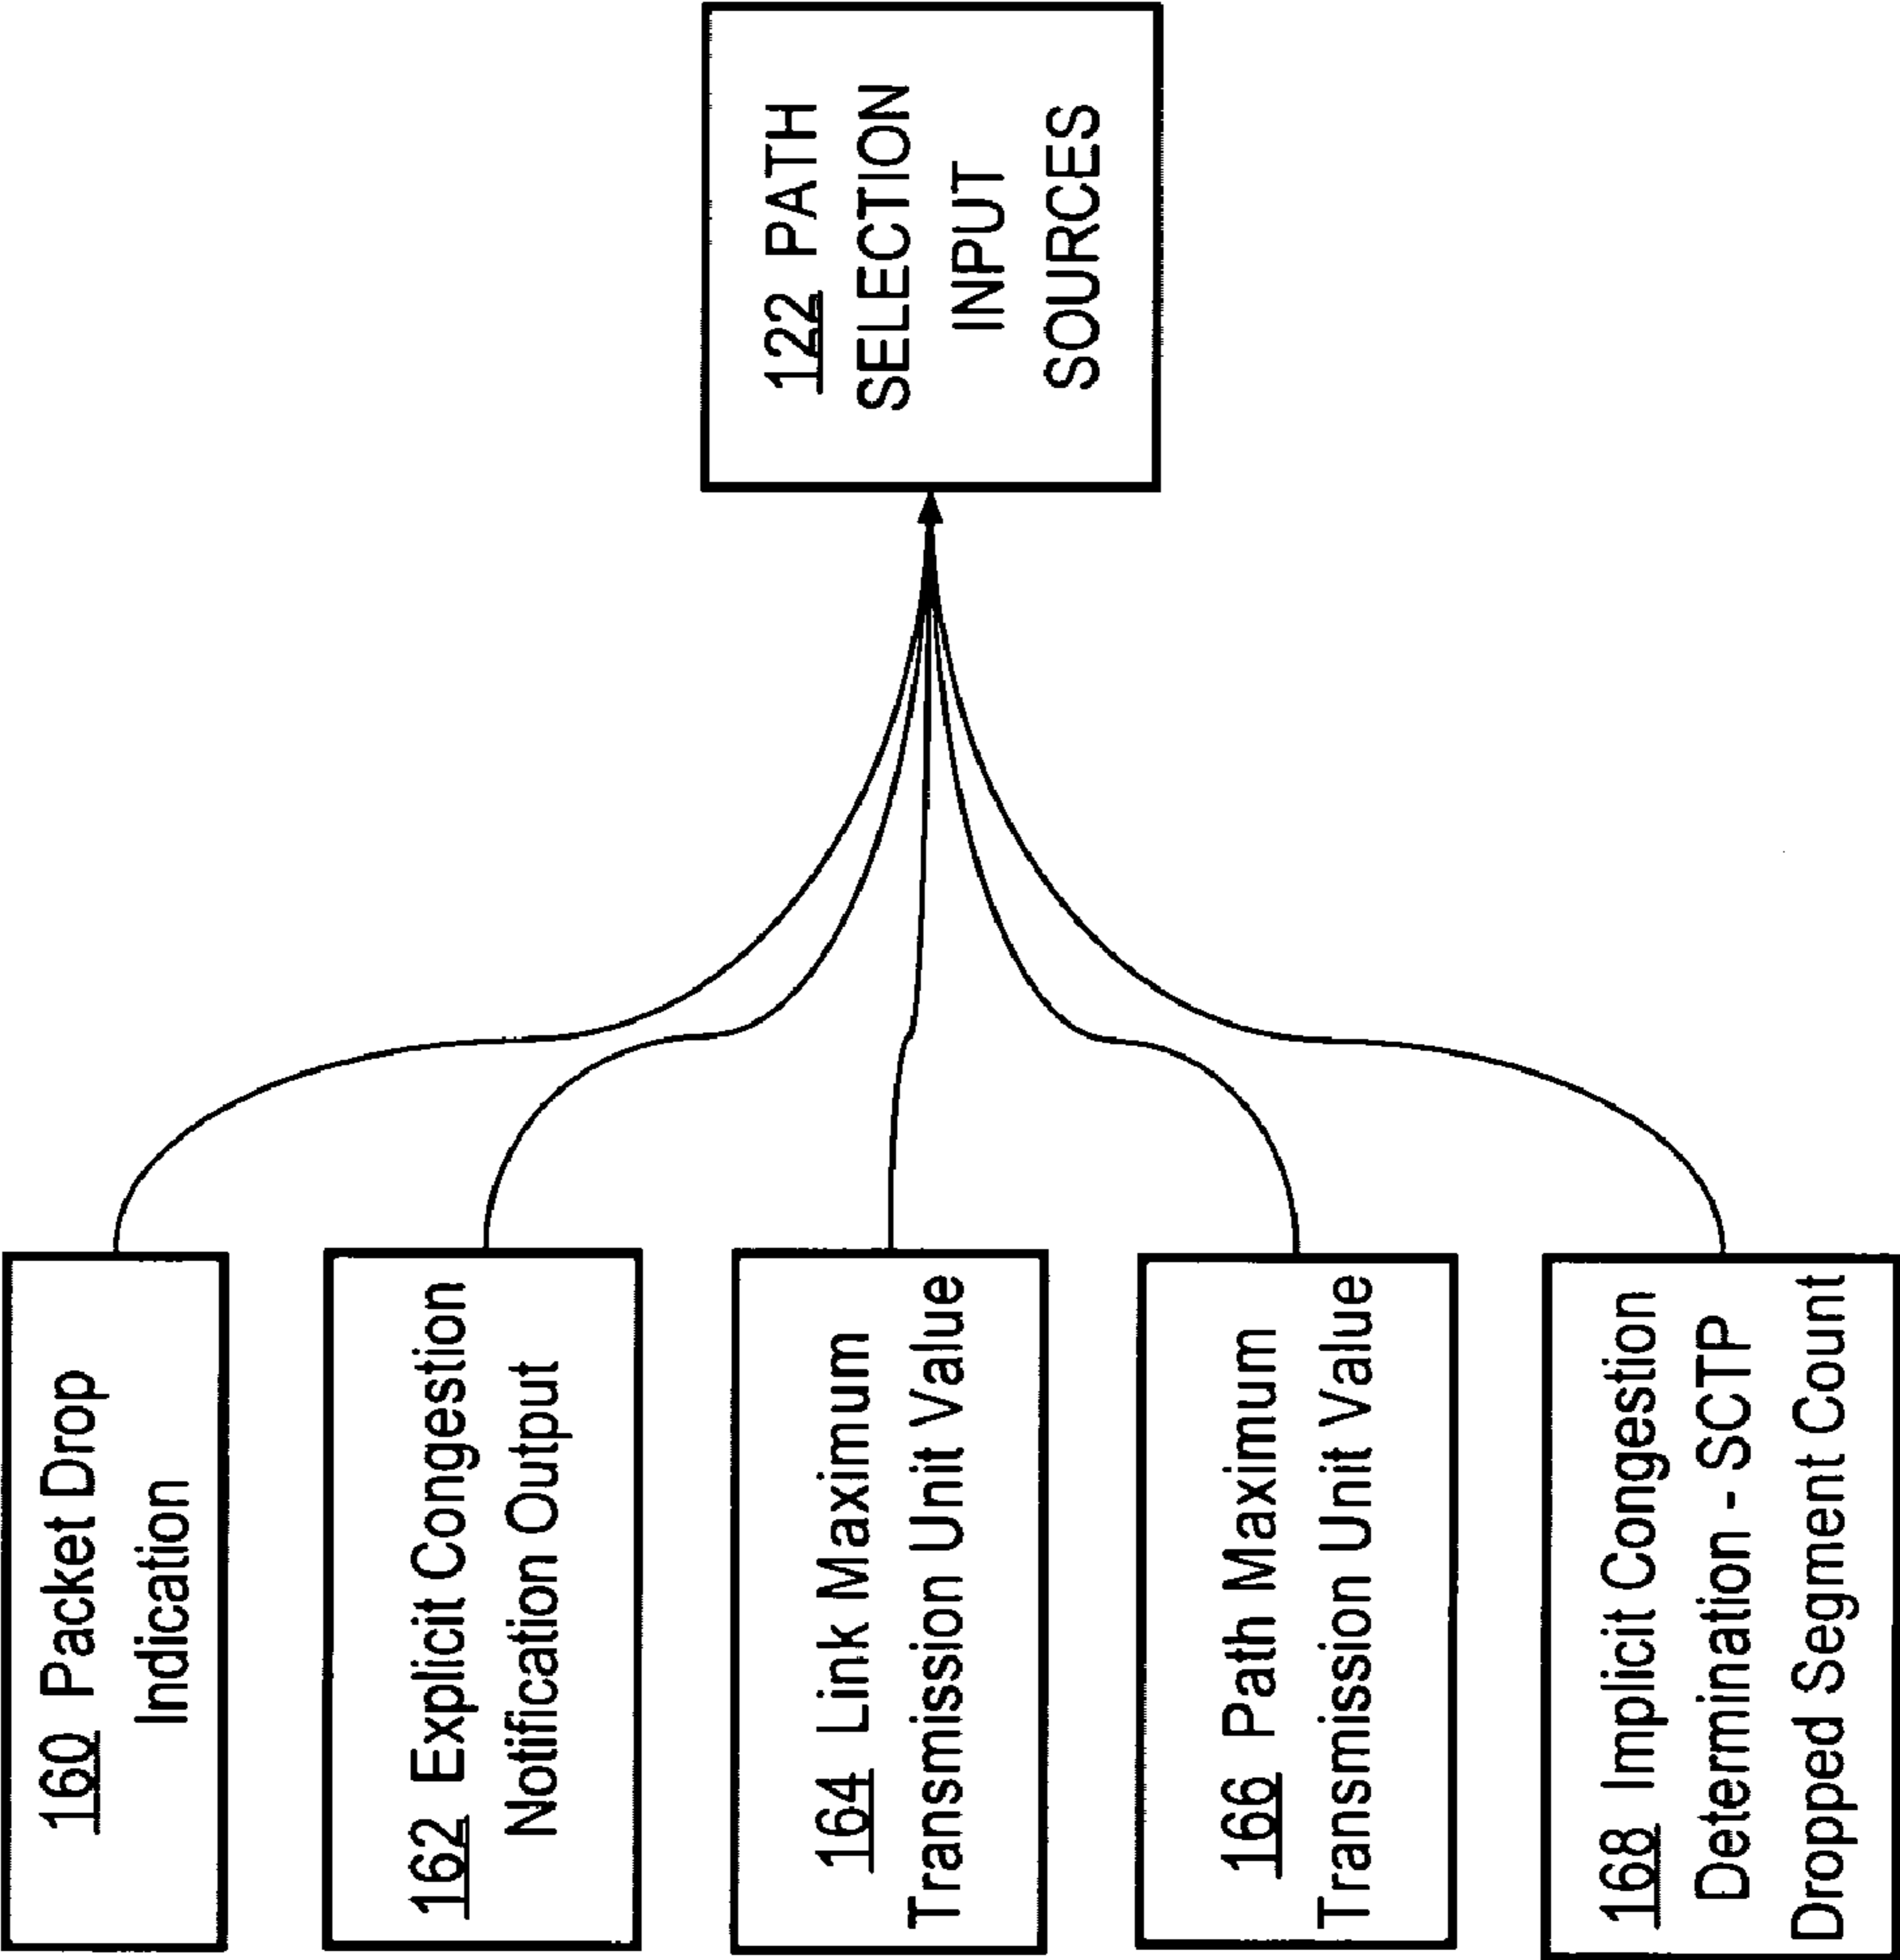 160 Packet Drop
Indication
162 Explicit Congestion
Notification Output
164 Link Maximum
Transmission Unit Value
166 Path Maximum
Transmission Unit Value
168 Implicit Congestion
Determination - SCTP
Dropped Segment Count
122 PATH
SELECTION
INPUT
SOURCES